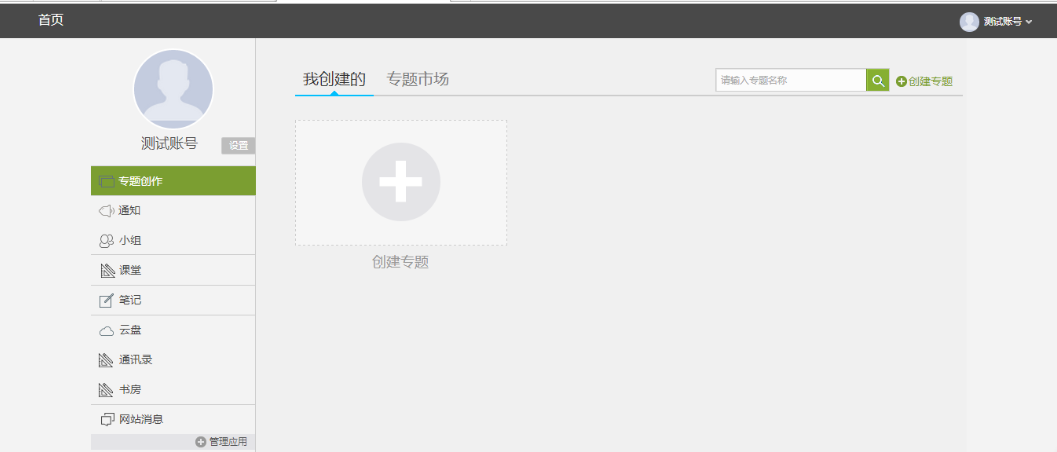 首页
测试账号
测试账号
设置
专题创作
通知
小组
课堂
笔记
云盘
通讯录
书房
网站消息
管理应用
我创建的 专题市场
请输入专题名称
创建专题
创建专题